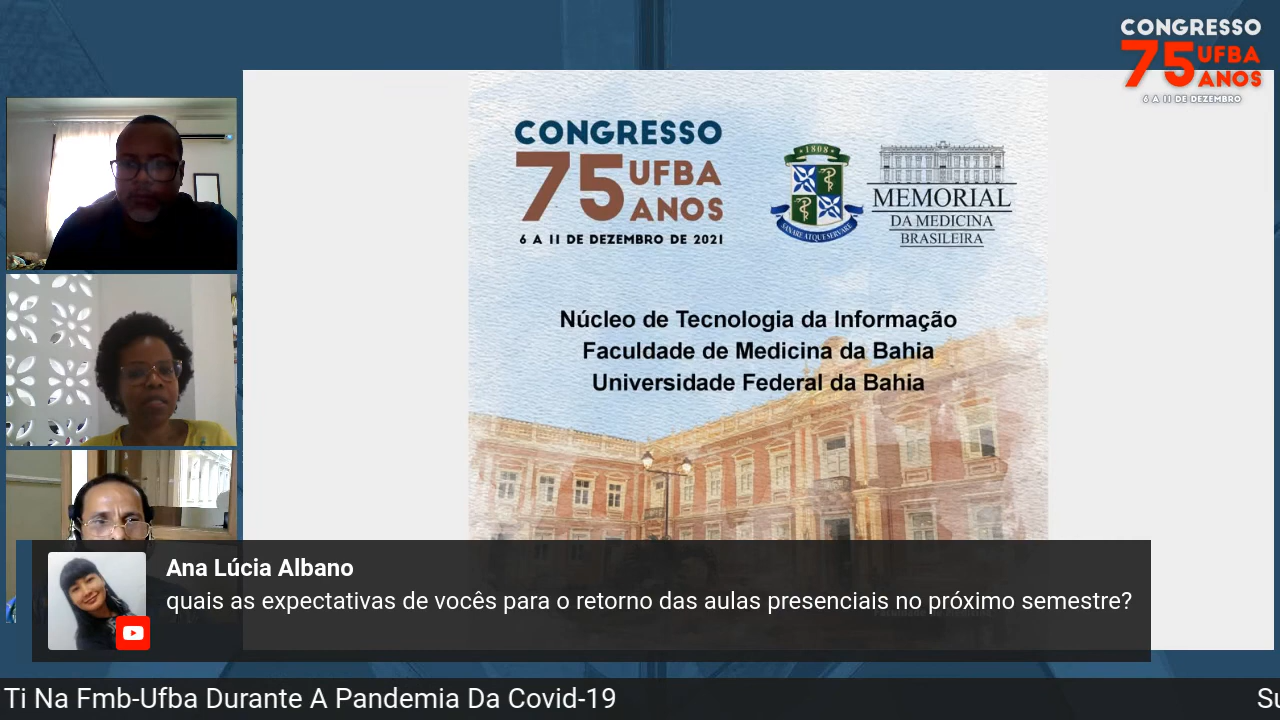 CONGRESSO
75 UFBA
ANOS
6 A 11 DE DEZEMBRO
CONGRESSO
75 UFBA
ANOS
6 A 11 DE DEZEMBRO DE 2021
1808
SANARE ATQUE SERVARE
MEMORIAL
DA MEDICINA
BRASILEIRA
Núcleo de Tecnologia da Informação
Faculdade de Medicina da Bahia
Universidade Federal da Bahia
Ana Lúcia Albano
quais as expectativas de vocês para o retorno das aulas presenciais no próximo semestre?
Ti Na Fmb-Ufba Durante A Pandemia Da Covid-19